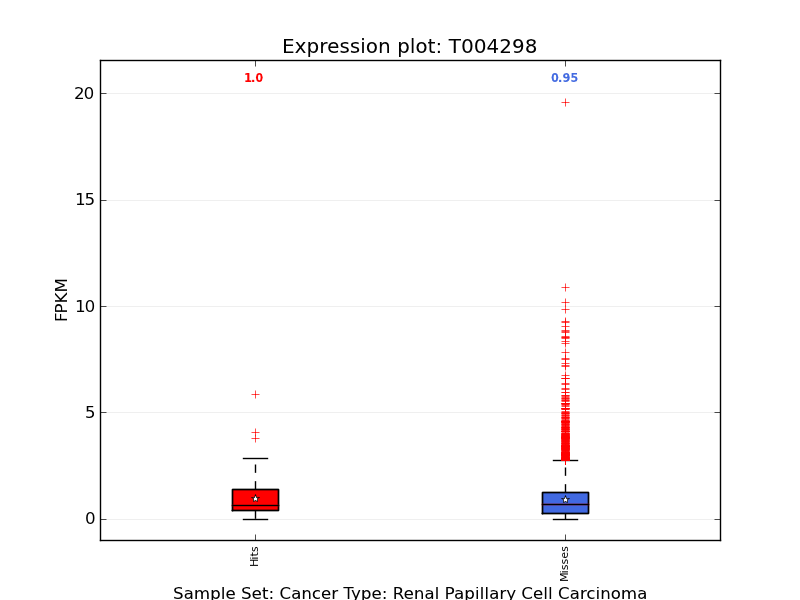 Expression plot: T004298
1.0 0.95
20
15
10
5
0
FPKM
Hits Misses
Sample Set: Cancer Type: Renal Papillary Cell Carcinoma